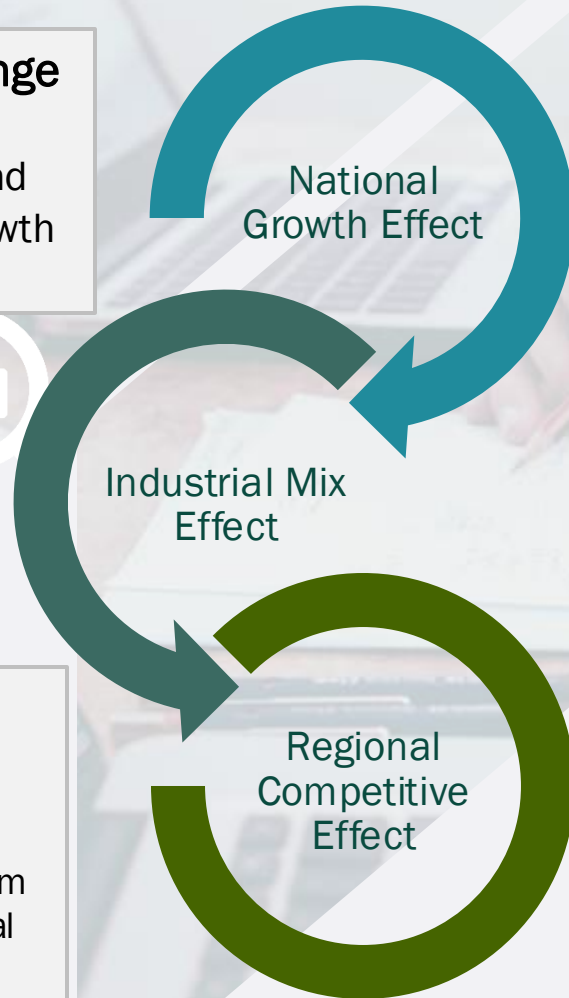 nge
nd
wth
National
Growth Effect
Industrial Mix
Effect
Regional
Competitive
Effect
m
al